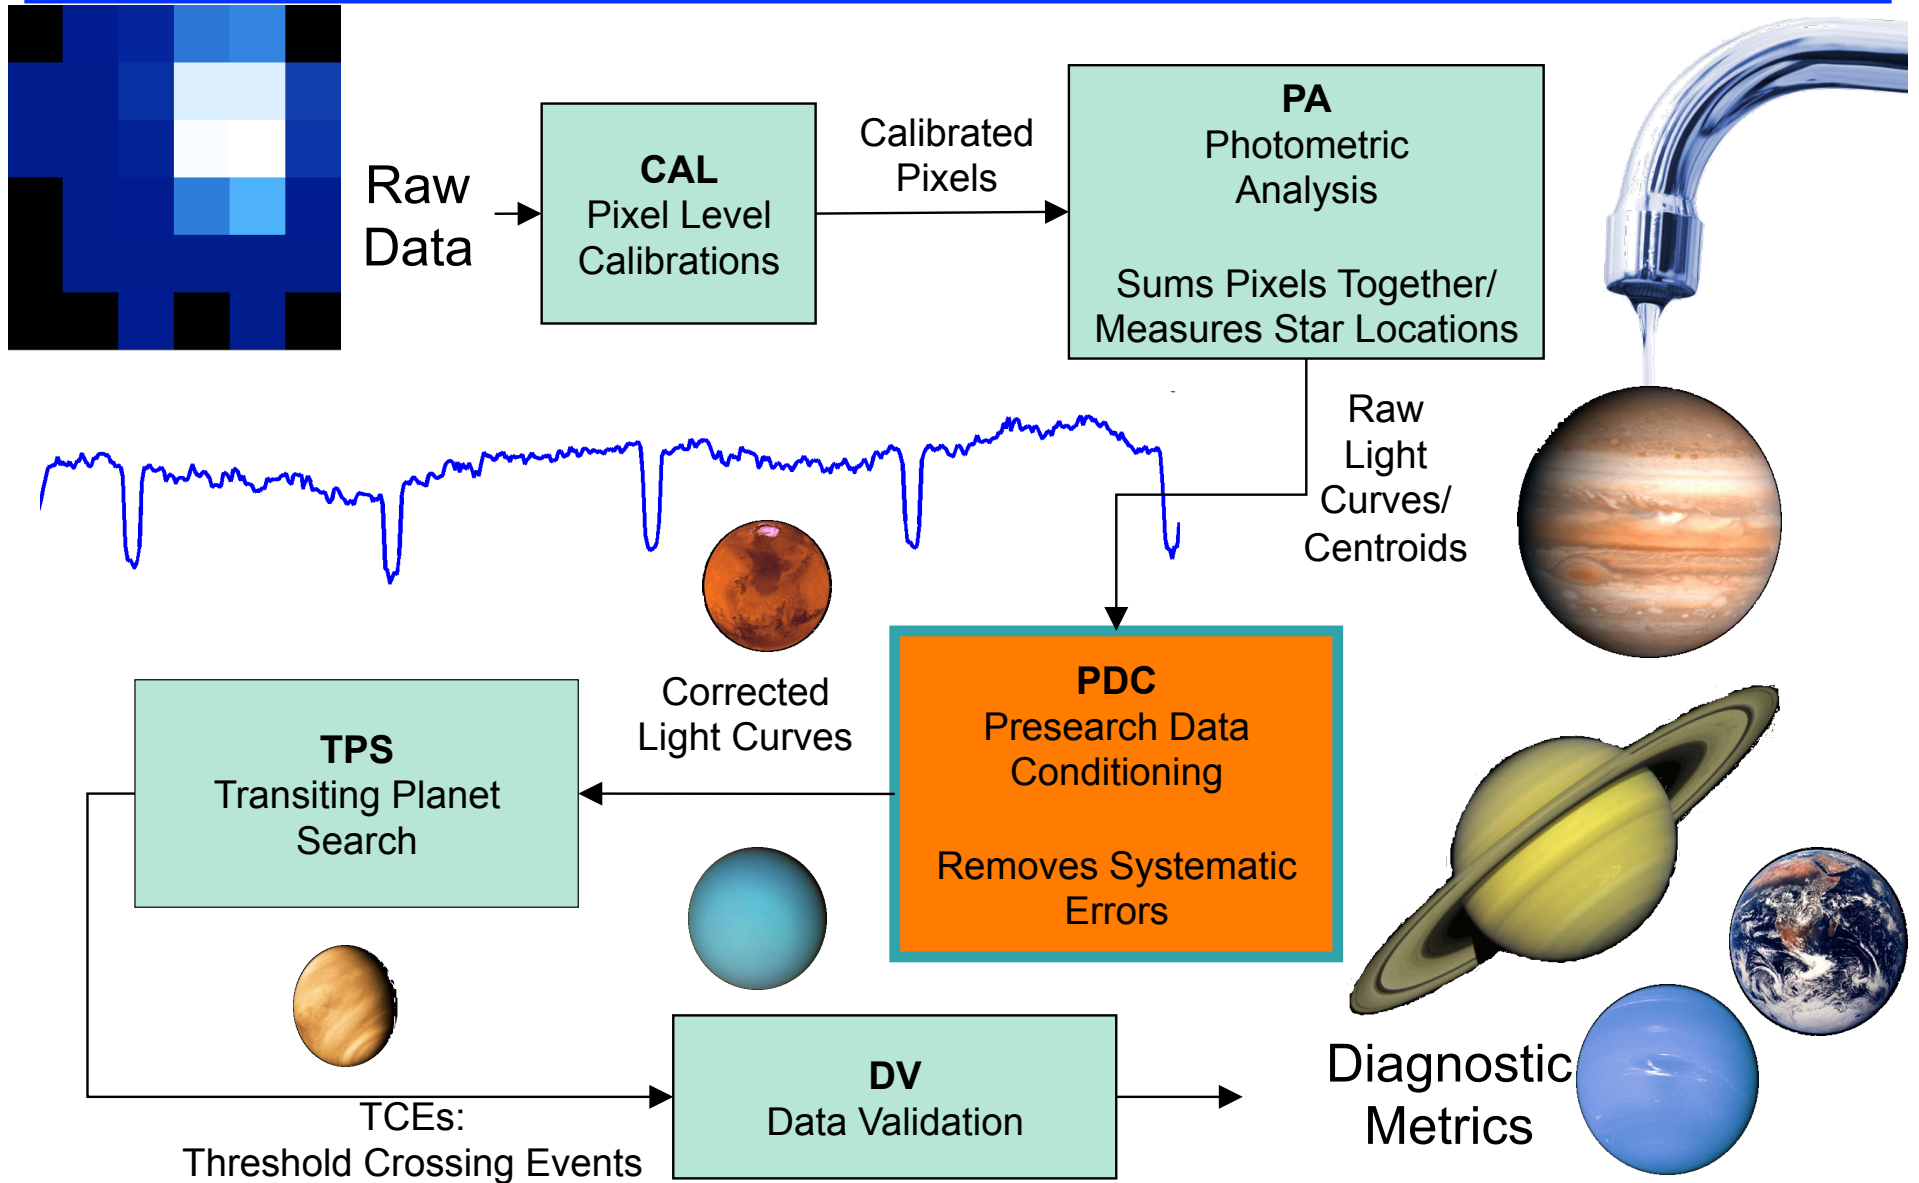 Raw
Data
CAL
Pixel Level
Calibrations
Calibrated
Pixels
PA
Photometric
Analysis
Sums Pixels Together/
Measures Star Locations
Raw
Light
Curves/
Centroids
PDC
Presearch Data
Conditioning
Removes Systematic
Errors
Corrected
Light Curves
TPS
Transiting Planet
Search
TCEs:
Threshold Crossing Events
DV
Data Validation
Diagnostic
Metrics